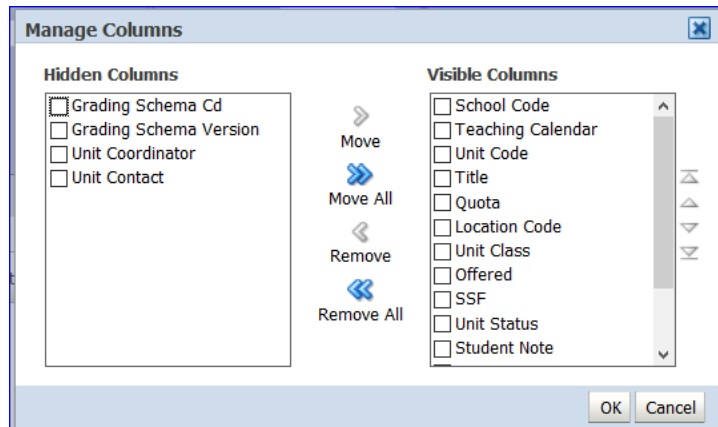 Manage Columns
Hidden Columns
Grading Schema Cd
Grading Schema Version
Unit Coordinator
Unit Contact
Move
Move All
Remove
Remove All
Visible Columns
School Code
Teaching Calendar
Unit Code
Title
Quota
Location Code
Unit Class
Offered
SSF
Unit Status
Student Note
OK
Cancel